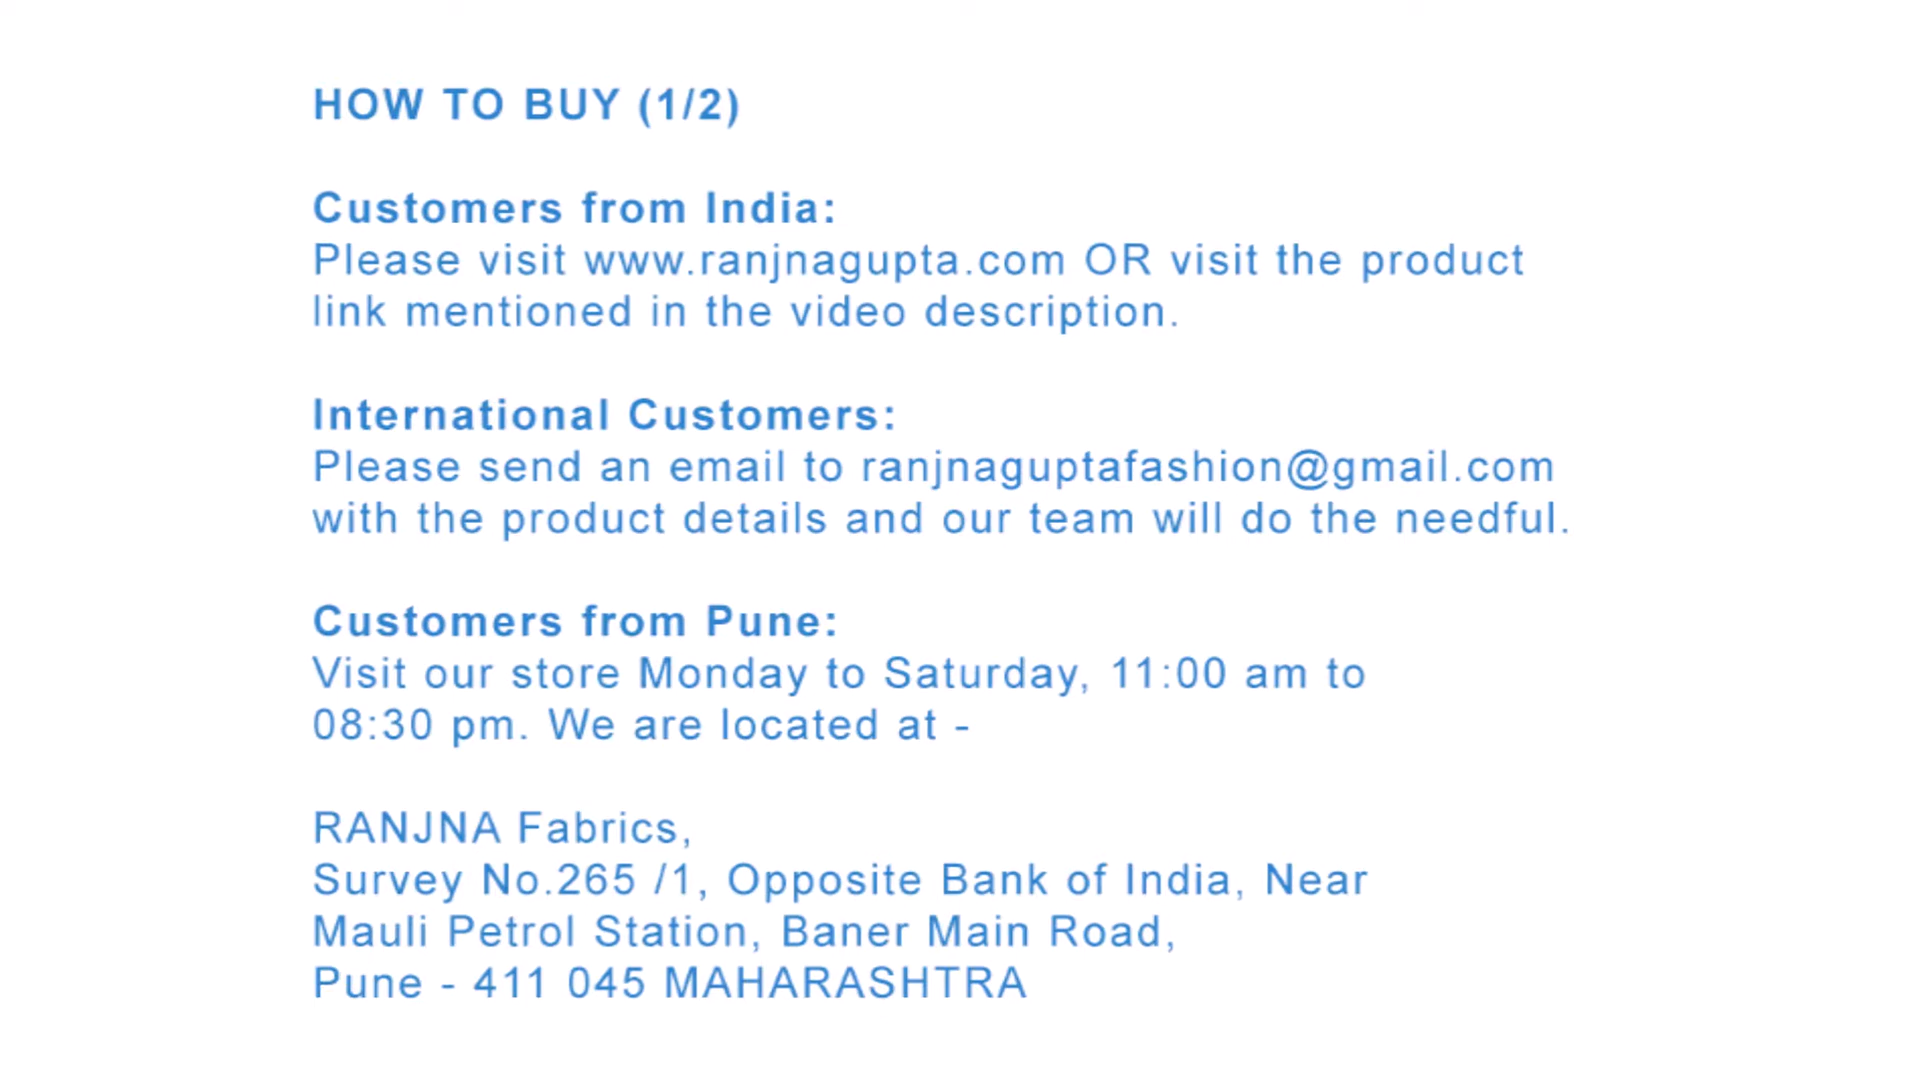 HOW TO BUY (1/2)
Customers from India:
Please visit www.ranjnagupta.com OR visit the product
link mentioned in the video description.
International Customers:
Please send an email to ranjnaguptafashion@gmail.com
with the product details and our team will do the needful.
Customers from Pune:
Visit our store Monday to Saturday, 11:00 am to
08:30 pm. We are located at -
RANJNA Fabrics,
Survey No.265 /1, Opposite Bank of India, Near
Mauli Petrol Station, Baner Main Road,
Pune - 411 045 MAHARASHTRA